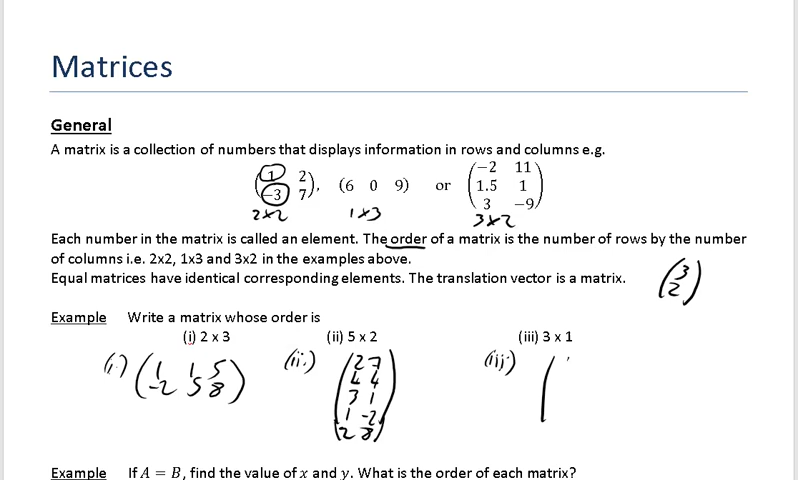 Matrices
General
A matrix is a collection of numbers that displays information in rows and columns e.g.
(1 2
-3 7), (6 0 9) or (-2 11
1.5 1
3 -9)
2x2 1x3 3x2
Each number in the matrix is called an element. The order of a matrix is the number of rows by the number
of columns i.e. 2x2, 1x3 and 3x2 in the examples above.
Equal matrices have identical corresponding elements. The translation vector is a matrix.
(3
2)
Example Write a matrix whose order is
(i) 2 x 3 (ii) 5 x 2 (iii) 3 x 1
(i) (1 1 5
-2 5 8)
(ii) (2 7
4 4
3 1
1 -2
2 8)
(iii) (
Example If A = B, find the value of x and y. What is the order of each matrix?